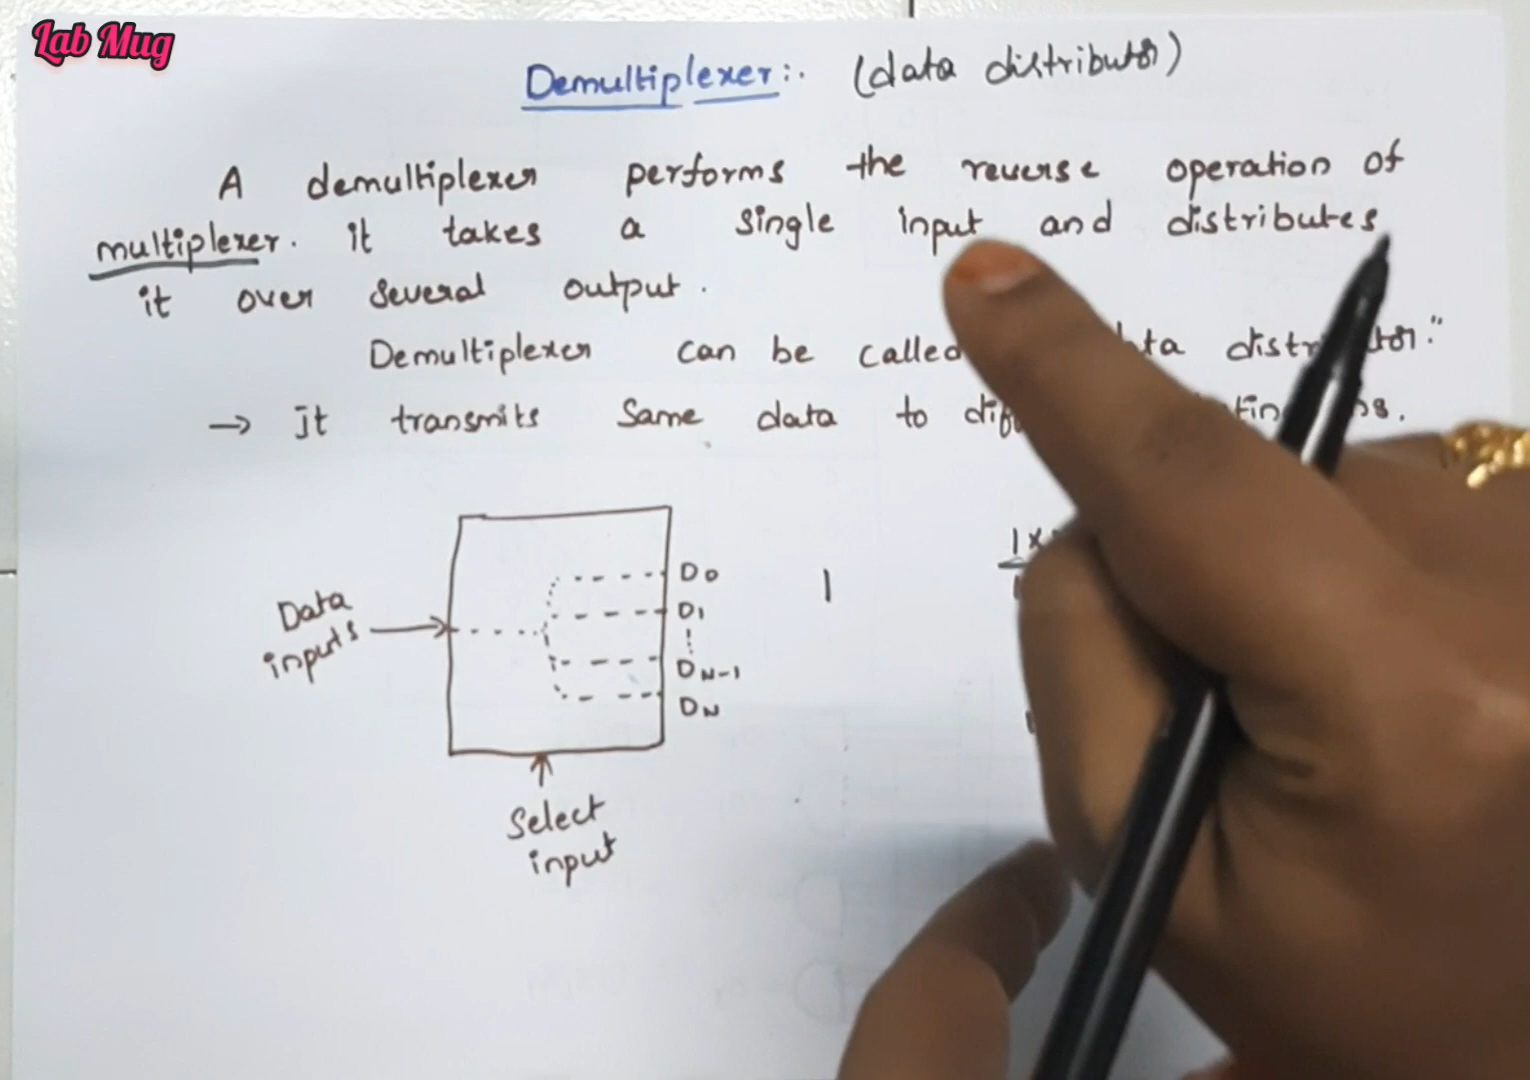 Lab Mug
Demultiplexer:. (data distributor)
A demultiplexer performs the reverse operation of
multiplexer. it takes a single input and distributes
it over several output.
Demultiplexer can be called
→ It transmits Same data to
Data
inputs
D0
D1
DN-1
DN
1
Select
input